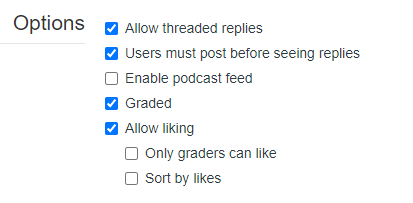 Options
Allow threaded replies
Users must post before seeing replies
Enable podcast feed
Graded
Allow liking
Only graders can like
Sort by likes